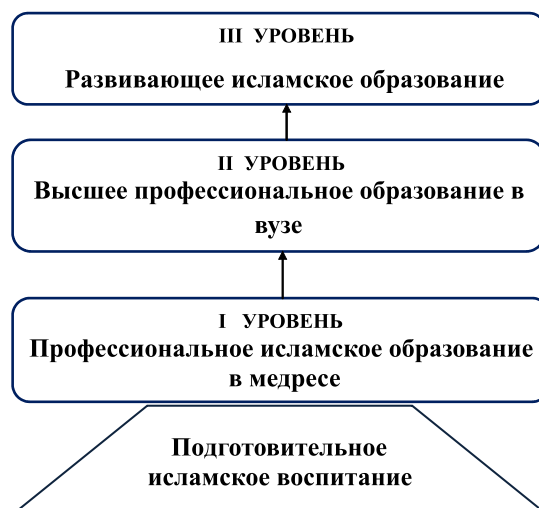 III УРОВЕНЬ
Развивающее исламское образование
II УРОВЕНЬ
Высшее профессиональное образование в
вузе
I УРОВЕНЬ
Профессиональное исламское образование
в медресе
Подготовительное
исламское воспитание